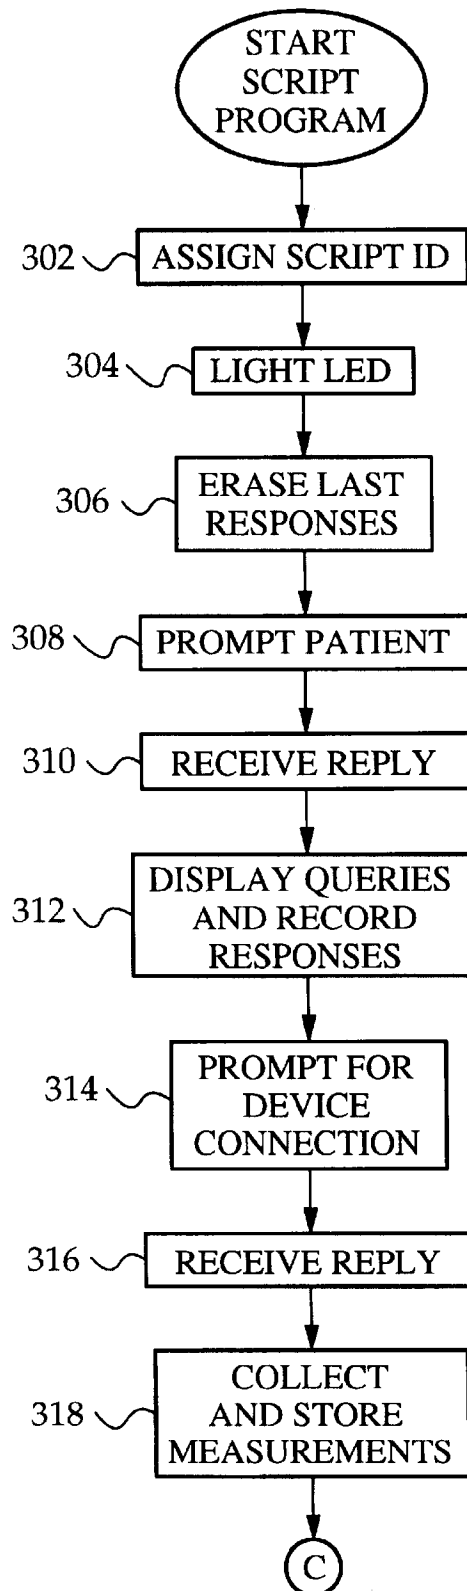 START
SCRIPT
PROGRAM
302
ASSIGN SCRIPT ID
304
LIGHT LED
306
ERASE LAST
RESPONSES
308
PROMPT PATIENT
310
RECEIVE REPLY
312
DISPLAY QUERIES
AND RECORD
RESPONSES
314
PROMPT FOR
DEVICE
CONNECTION
316
RECEIVE REPLY
318
COLLECT
AND STORE
MEASUREMENTS
C